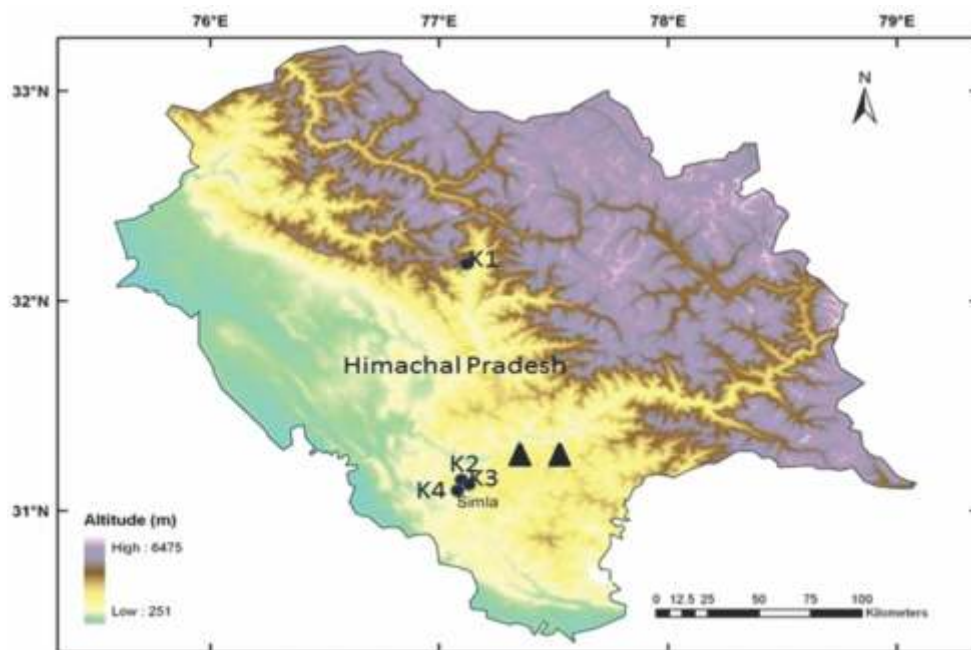 76°E 77°E 78°E 79°E
33°N
N
K1
32°N
Himachal Pradesh
K2
K3
K4
31°N
Simla
Altitude (m)
High : 6475
Low : 251
0 12.5 25 50 75 100
Kilometers